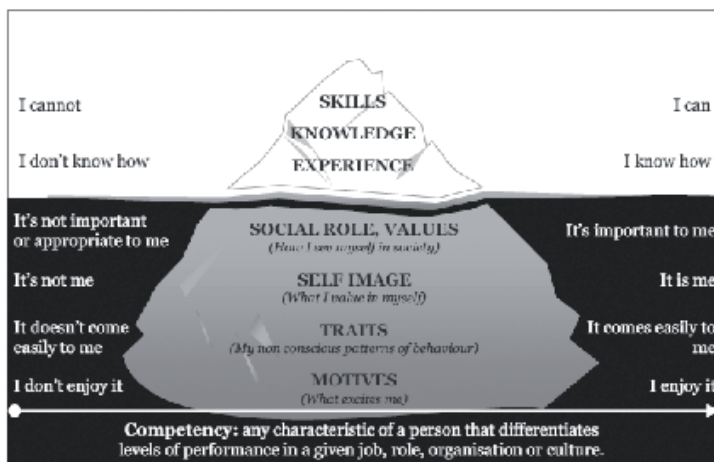 I cannot
SKILLS
I can
KNOWLEDGE
I don't know how
EXPERIENCE
I know how
It's not important
or appropriate to me
SOCIAL ROLE, VALUES
(How I see myself in society)
It's important to me
It's not me
SELF IMAGE
(What I value in myself)
It is me
It doesn't come
easily to me
TRAITS
(My non conscious patterns of behaviour)
It comes easily to
me
I don't enjoy it
MOTIVES
(What excites me)
I enjoy it
Competency: any characteristic of a person that differentiates
levels of performance in a given job, role, organisation or culture.